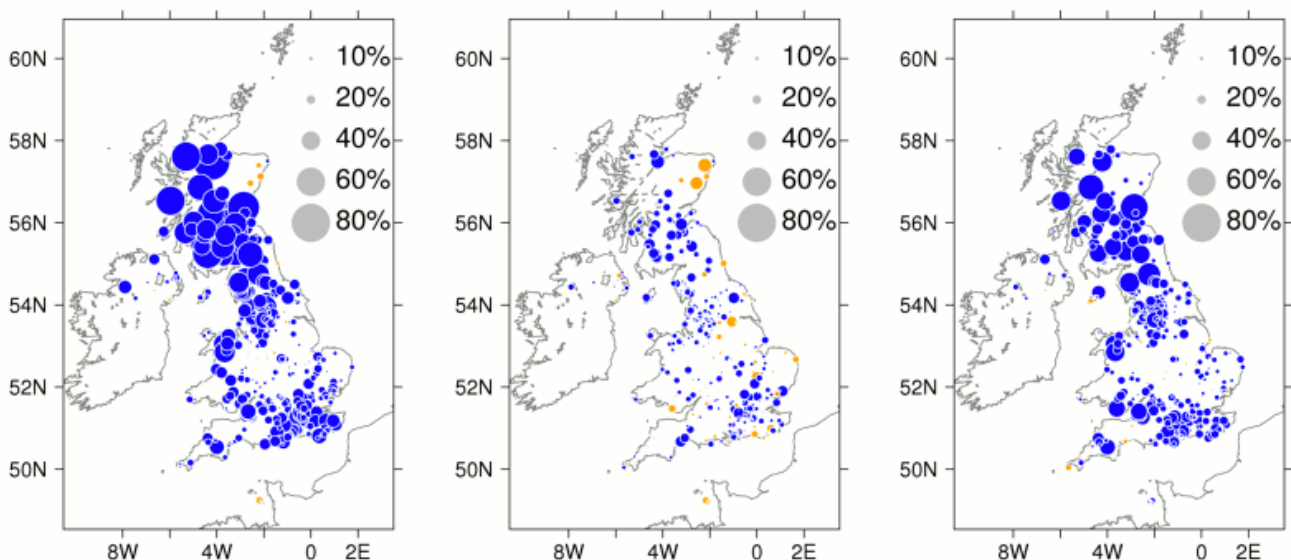 60N 10% 60N 10% 60N 10%
20% 20% 20%
58N 58N 58N
40% 40% 40%
60% 60% 60%
56N 80% 56N 80% 56N 80%
54N 54N 54N
52N 52N 52N
50N 50N 50N
8W 4W 0 2E 8W 4W 0 2E 8W 4W 0 2E